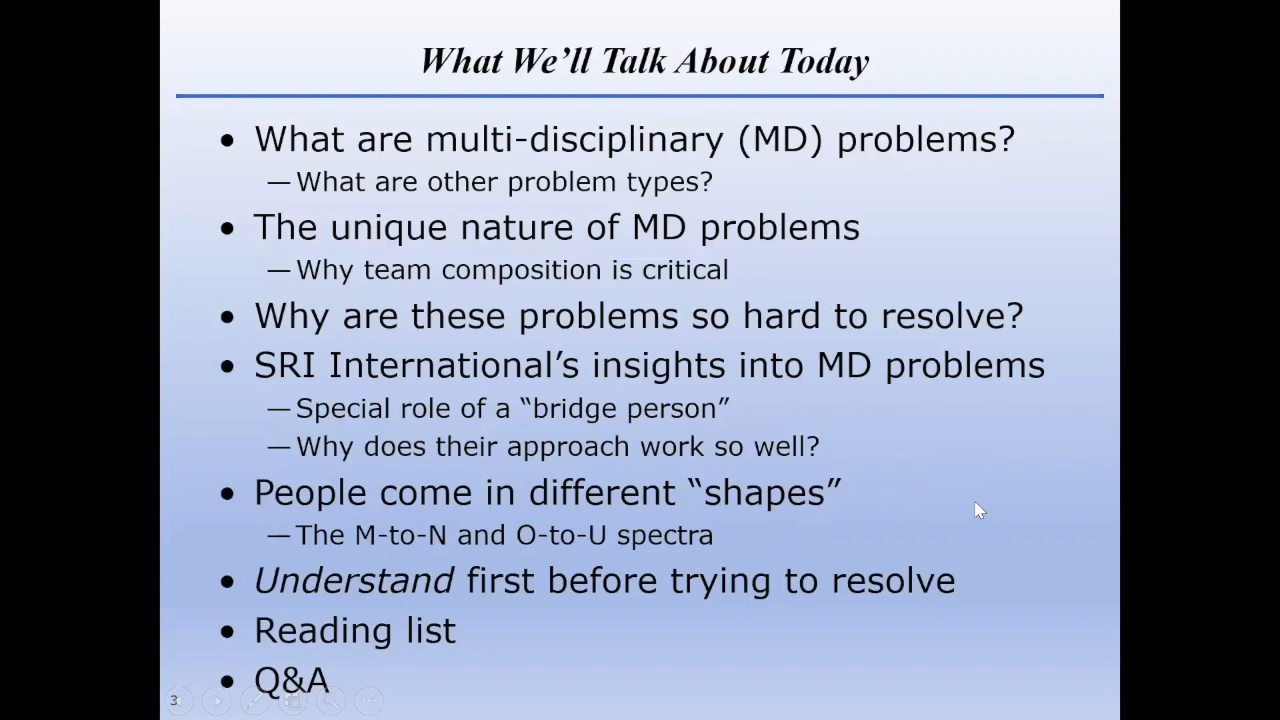 What We’ll Talk About Today
• What are multi-disciplinary (MD) problems?
— What are other problem types?
• The unique nature of MD problems
— Why team composition is critical
• Why are these problems so hard to resolve?
• SRI International’s insights into MD problems
— Special role of a “bridge person”
— Why does their approach work so well?
• People come in different “shapes”
— The M-to-N and O-to-U spectra
• Understand first before trying to resolve
• Reading list
• Q&A
3